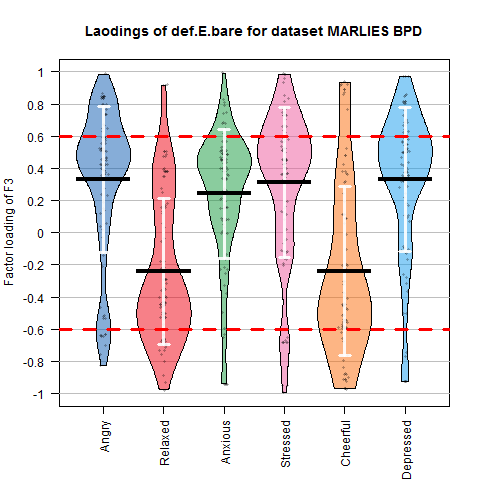 Laodings of def.E.bare for dataset MARLIES BPD
Factor loading of F3
1
0.8
0.6
0.4
0.2
0
-0.2
-0.4
-0.6
-0.8
-1
Angry
Relaxed
Anxious
Stressed
Cheerful
Depressed